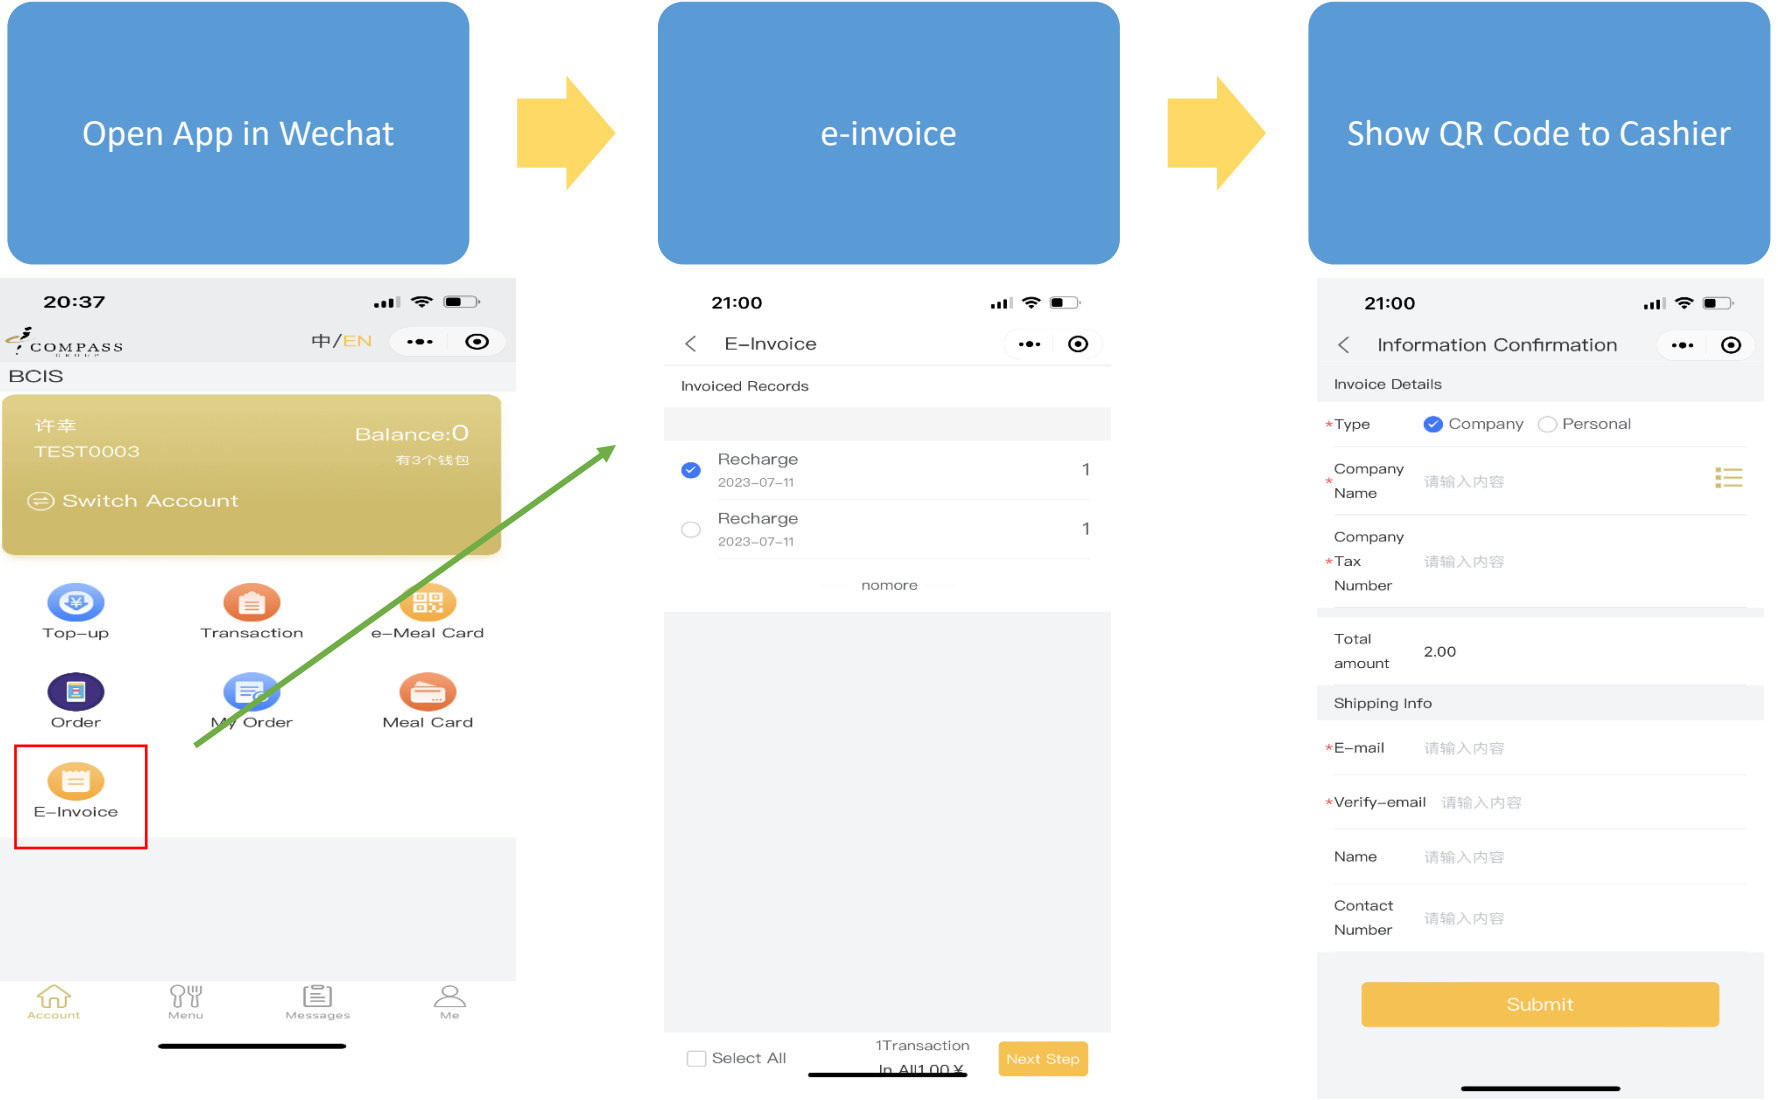 Open App in Wechat
e-invoice
Show QR Code to Cashier
20:37
COMPASS
GROUP
中/EN
BCIS
许幸
TEST0003
Balance:0
有3个钱包
Switch Account
Top-up
Transaction
e-Meal Card
Order
My Order
Meal Card
E-Invoice
Account
Menu
Messages
Me
21:00
E-Invoice
Invoiced Records
Recharge
2023-07-11
1
Recharge
2023-07-11
1
nomore
Select All
1Transaction
In All1.00 ¥
Next Step
21:00
Information Confirmation
Invoice Details
*Type
Company
Personal
Company
* Name
请输入内容
Company
*Tax
Number
请输入内容
Total
amount
2.00
Shipping Info
*E-mail
请输入内容
*Verify-email
请输入内容
Name
请输入内容
Contact
Number
请输入内容
Submit